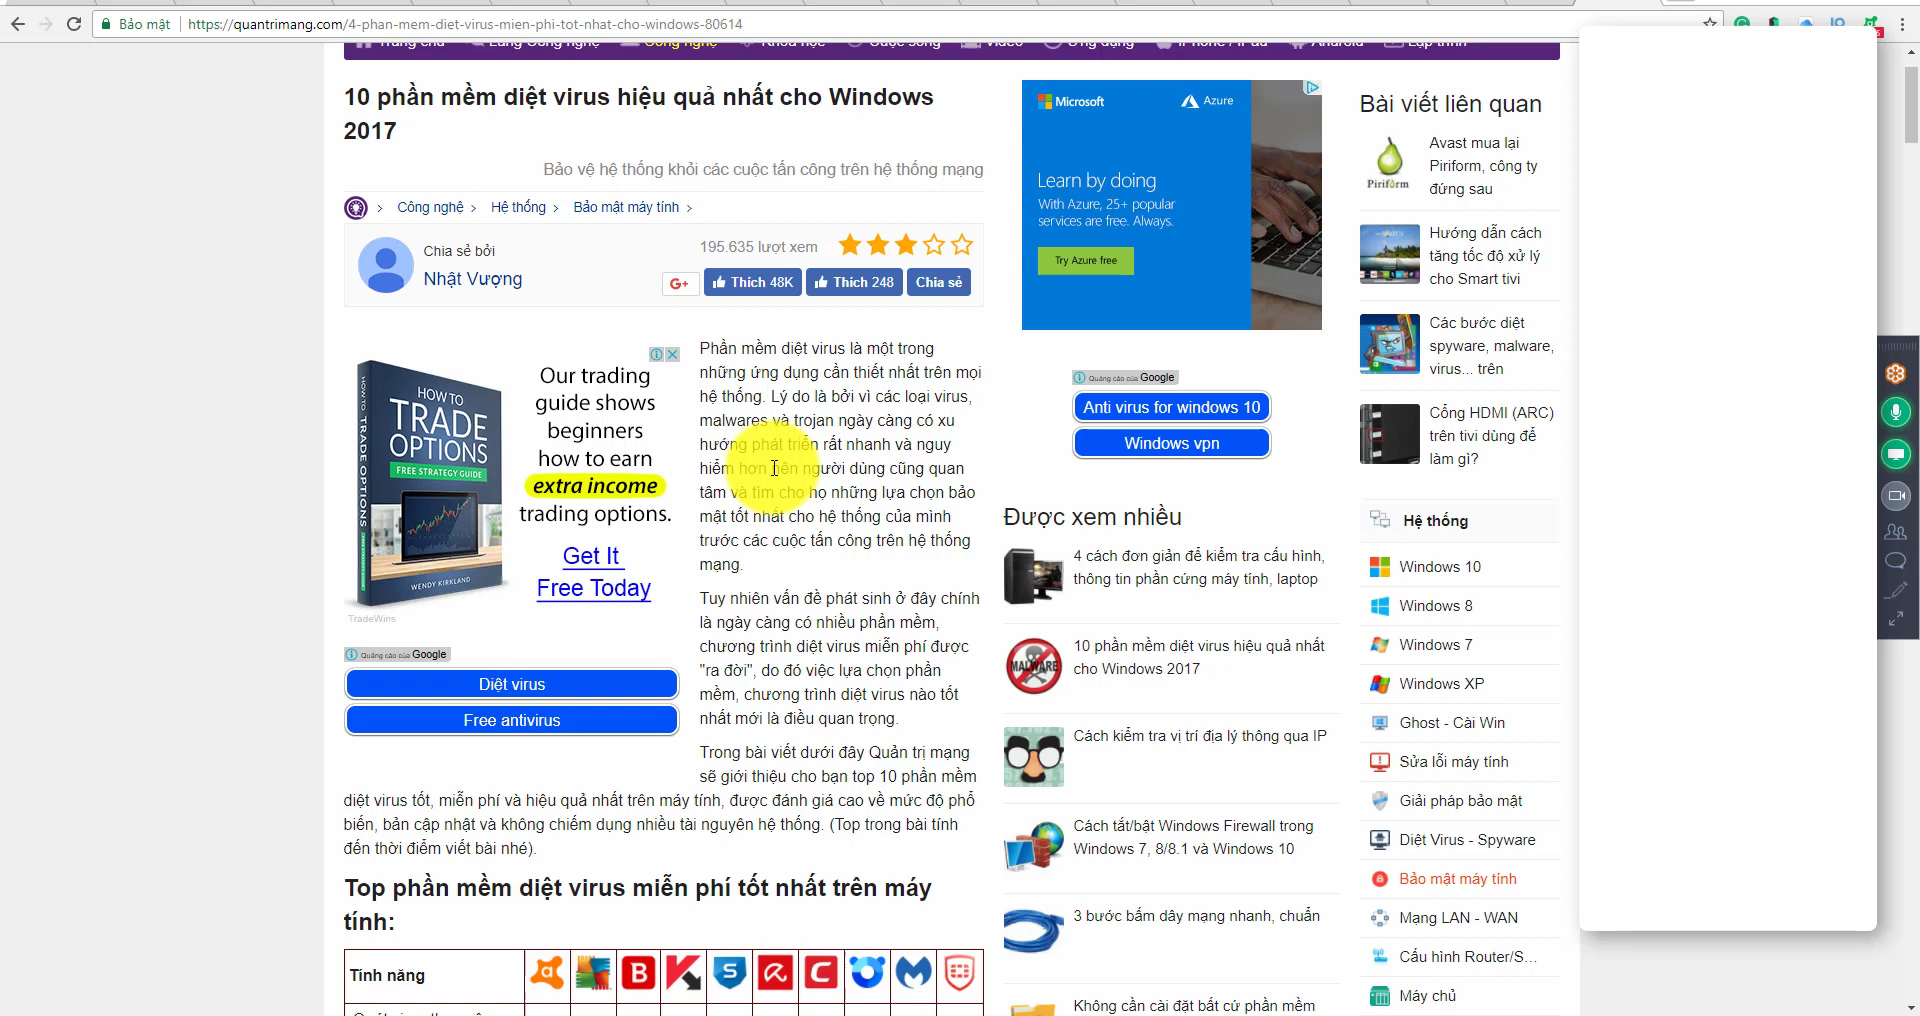 Bảo mật
https://quantrimang.com/4-phan-mem-diet-virus-mien-phi-tot-nhat-cho-windows-80614
10 phần mềm diệt virus hiệu quả nhất cho Windows
2017
Bảo vệ hệ thống khỏi các cuộc tấn công trên hệ thống mạng
Công nghệ
Hệ thống
Bảo mật máy tính
Chia sẻ bởi
Nhật Vượng
195.635 lượt xem
G+
Thích 48K
Thích 248
Chia sẻ
HOW TO
TRADE
OPTIONS
FREE STRATEGY GUIDE
WENDY KIRKLAND
HOW TO TRADE OPTIONS
TradeWins
Our trading
guide shows
beginners
how to earn
extra income
trading options.
Get It
Free Today
Quảng cáo của Google
Diệt virus
Free antivirus
Phần mềm diệt virus là một trong
những ứng dụng cần thiết nhất trên mọi
hệ thống. Lý do là bởi vì các loại virus,
malwares và trojan ngày càng có xu
hướng phát triển rất nhanh và nguy
hiểm hơn nên người dùng cũng quan
tâm và tìm cho họ những lựa chọn bảo
mật tốt nhất cho hệ thống của mình
trước các cuộc tấn công trên hệ thống
mạng.
Tuy nhiên vấn đề phát sinh ở đây chính
là ngày càng có nhiều phần mềm,
chương trình diệt virus miễn phí được
"ra đời", do đó việc lựa chọn phần
mềm, chương trình diệt virus nào tốt
nhất mới là điều quan trọng.
Trong bài viết dưới đây Quản trị mạng
sẽ giới thiệu cho bạn top 10 phần mềm
diệt virus tốt, miễn phí và hiệu quả nhất trên máy tính, được đánh giá cao về mức độ phổ
biến, bản cập nhật và không chiếm dụng nhiều tài nguyên hệ thống. (Top trong bài tính
đến thời điểm viết bài nhé).
Top phần mềm diệt virus miễn phí tốt nhất trên máy
tính:
Tính năng
Microsoft
Azure
Learn by doing
With Azure, 25+ popular
services are free. Always.
Try Azure free
Quảng cáo của Google
Anti virus for windows 10
Windows vpn
Được xem nhiều
4 cách đơn giản để kiểm tra cấu hình,
thông tin phần cứng máy tính, laptop
MALWARE
10 phần mềm diệt virus hiệu quả nhất
cho Windows 2017
Cách kiểm tra vị trí địa lý thông qua IP
Cách tắt/bật Windows Firewall trong
Windows 7, 8/8.1 và Windows 10
3 bước bấm dây mạng nhanh, chuẩn
Không cần cài đặt bất cứ phần mềm
Bài viết liên quan
Piriform
Avast mua lại
Piriform, công ty
đứng sau
Hướng dẫn cách
tăng tốc độ xử lý
cho Smart tivi
Các bước diệt
spyware, malware,
virus... trên
Cổng HDMI (ARC)
trên tivi dùng để
làm gì?
Hệ thống
Windows 10
Windows 8
Windows 7
Windows XP
Ghost - Cài Win
Sửa lỗi máy tính
Giải pháp bảo mật
Diệt Virus - Spyware
Bảo mật máy tính
Mạng LAN - WAN
Cấu hình Router/S...
Máy chủ